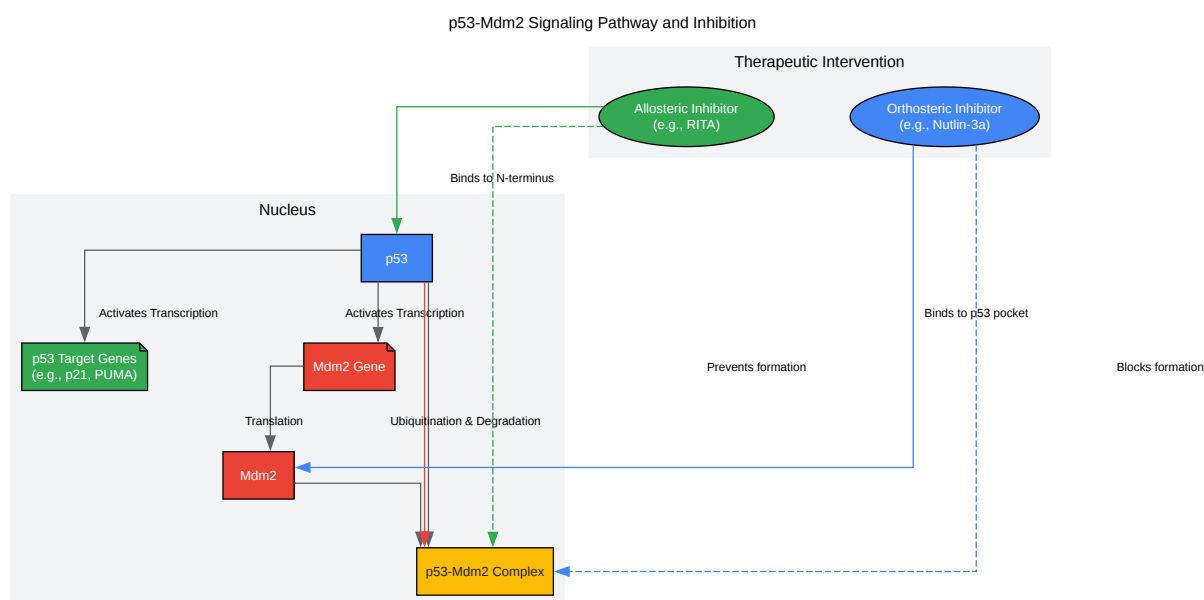 p53-Mdm2 Signaling Pathway and Inhibition
Therapeutic Intervention
Allosteric Inhibitor
(e.g., RITA)
Orthosteric Inhibitor
(e.g., Nutlin-3a)
Binds to N-terminus
Nucleus
p53
Activates Transcription
Activates Transcription
Binds to p53 pocket
p53 Target Genes
(e.g., p21, PUMA)
Mdm2 Gene
Prevents formation
Blocks formation
Translation
Ubiquitination & Degradation
Mdm2
p53-Mdm2 Complex